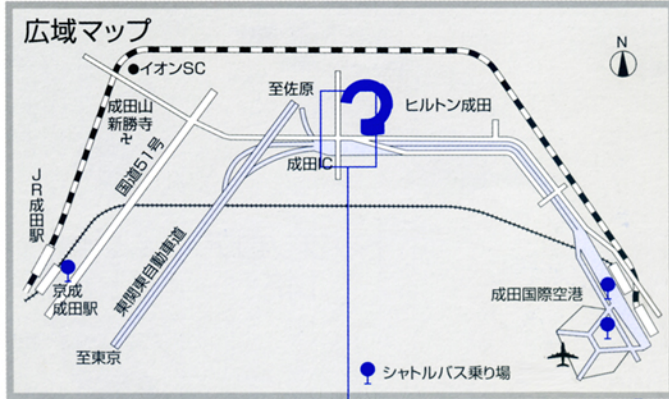 広域マップ
N
イオンSC
至佐原
ヒルトン成田
成田山
新勝寺
卍
国道51号
成田IC
JR成田駅
東関東自動車道
京成
成田駅
成田国際空港
至東京
シャトルバス乗り場